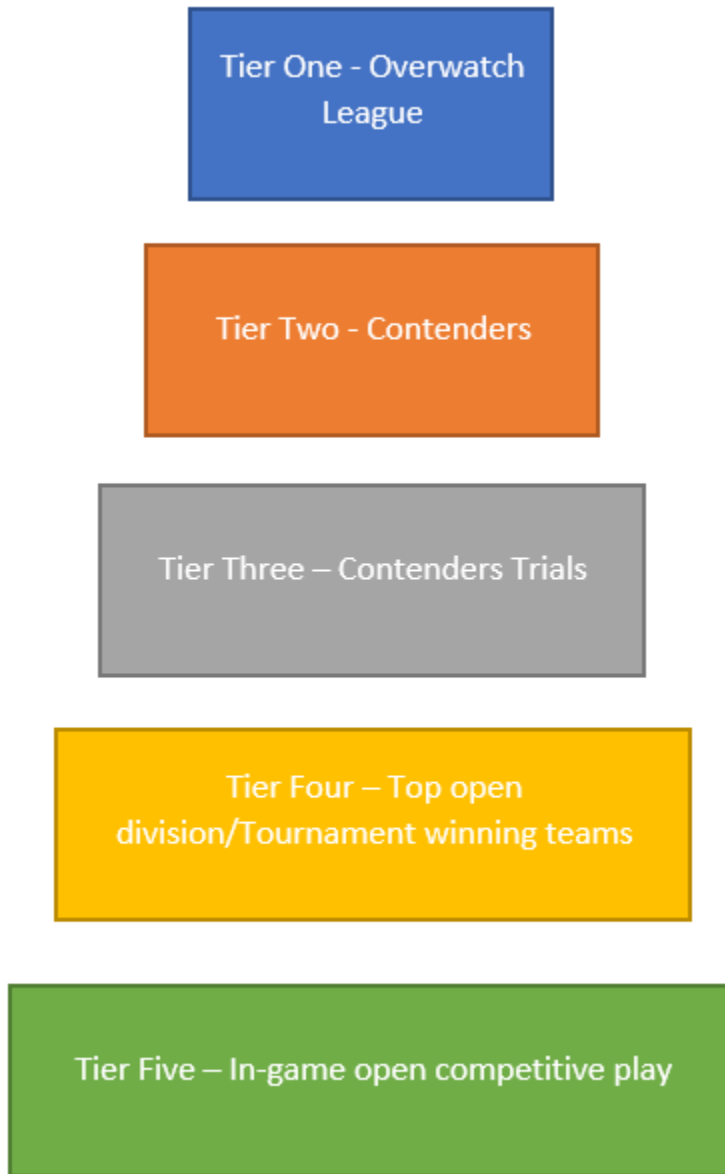 Tier One - Overwatch
League
Tier Two - Contenders
Tier Three – Contenders Trials
Tier Four – Top open
division/Tournament winning teams
Tier Five – In-game open competitive play